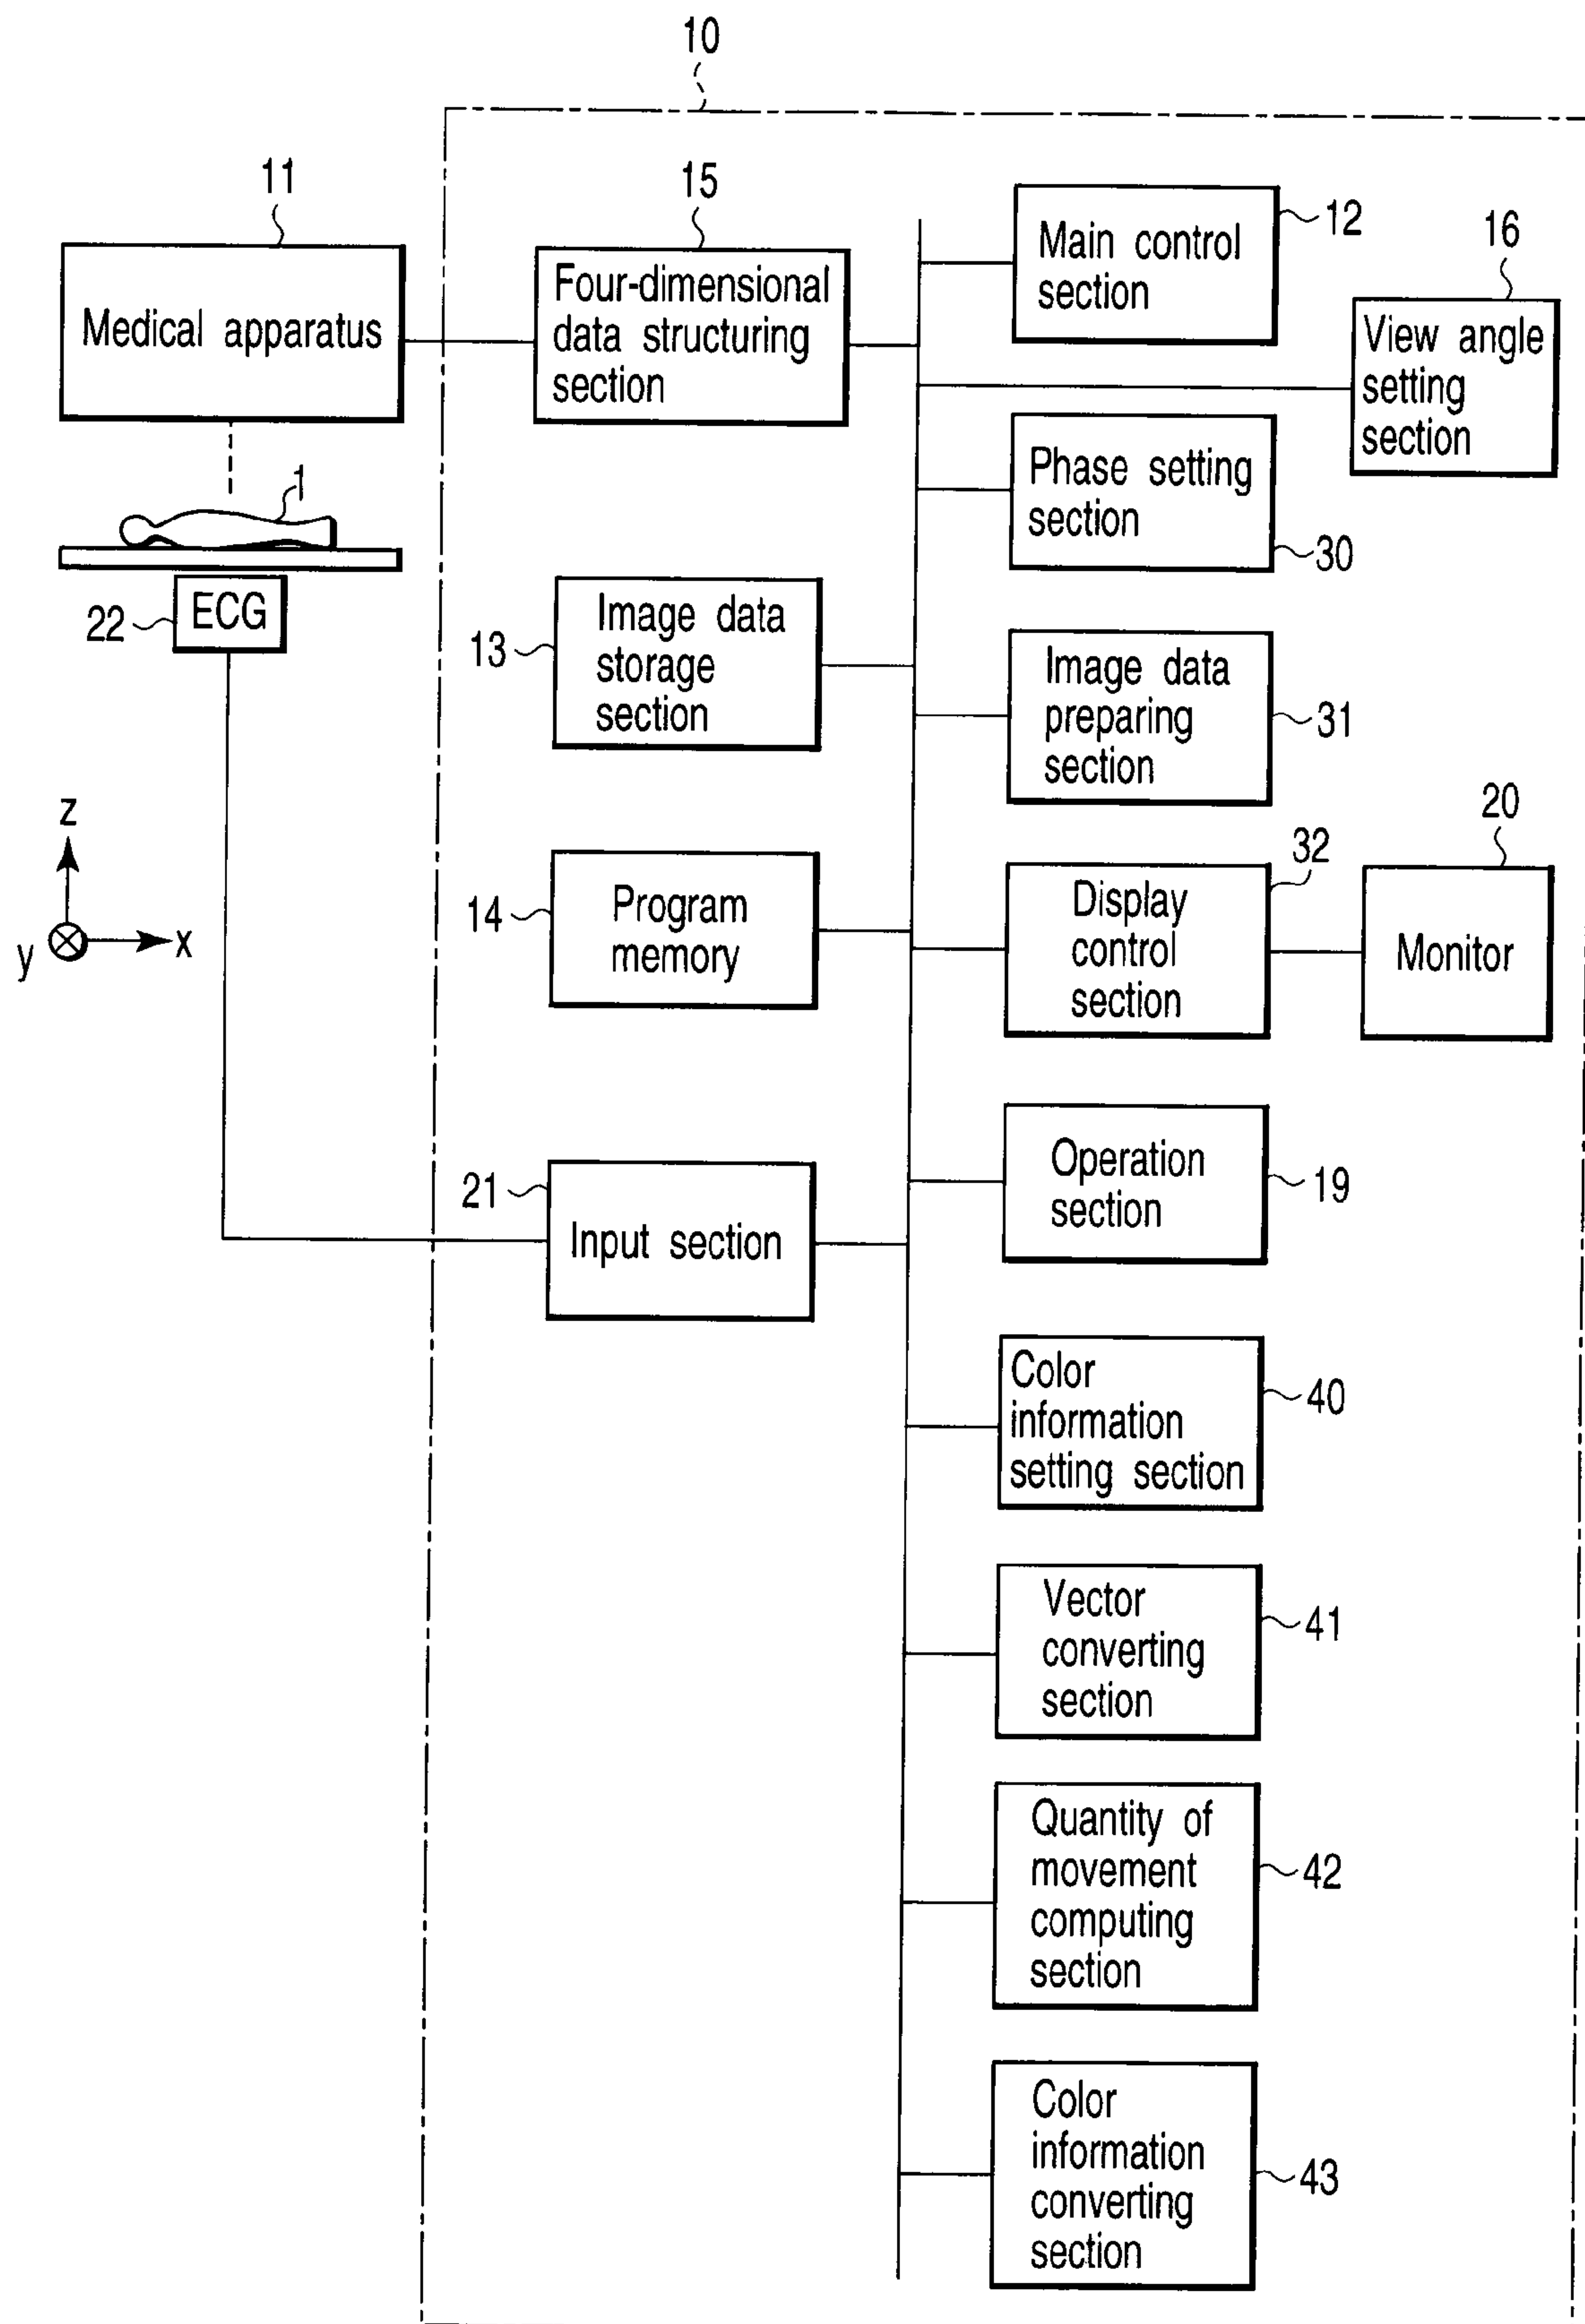 10
11
Medical apparatus
1
22
ECG
z
y
x
15
Four-dimensional
data structuring
section
13
Image data
storage
section
14
Program
memory
21
Input section
12
Main control
section
16
View angle
setting
section
Phase setting
section
30
Image data
preparing
section
31
32
Display
control
section
20
Monitor
Operation
section
19
Color
information
setting section
40
Vector
converting
section
41
Quantity of
movement
computing
section
42
Color
information
converting
section
43